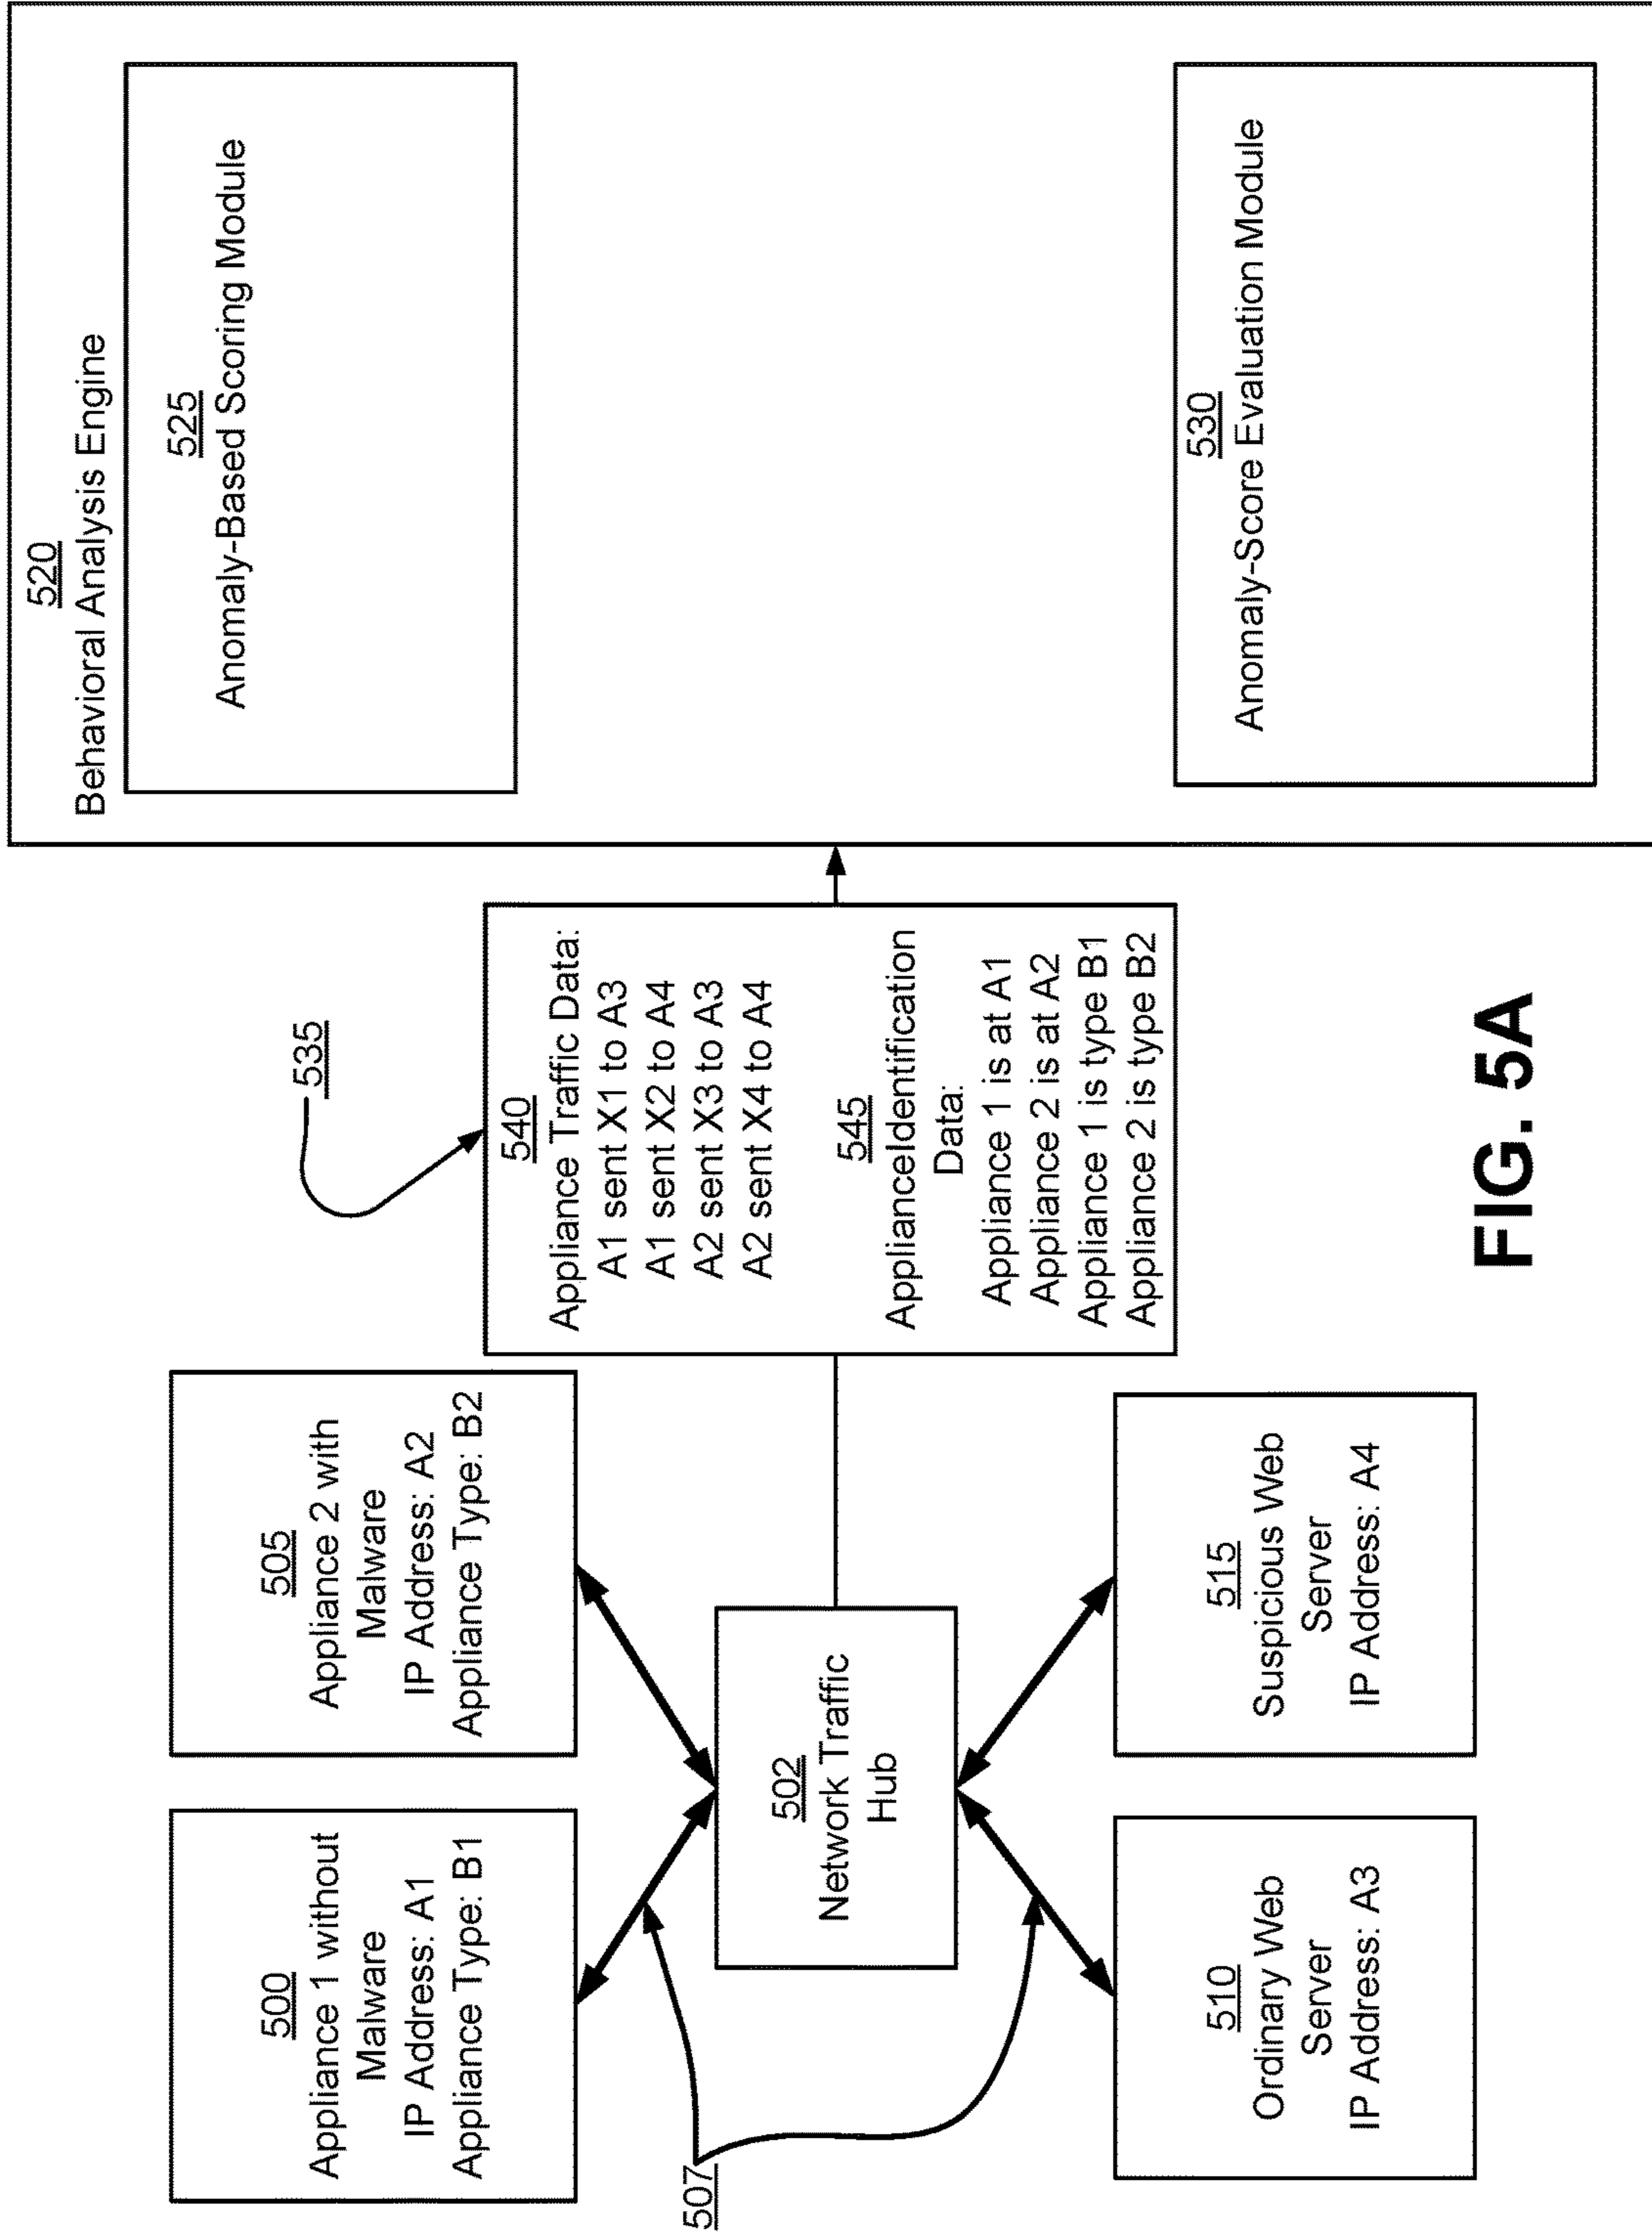 500
Appliance 1 without
Malware
IP Address: A1
Appliance Type: B1
505
Appliance 2 with
Malware
IP Address: A2
Appliance Type: B2
507
502
Network Traffic
Hub
510
Ordinary Web
Server
IP Address: A3
515
Suspicious Web
Server
IP Address: A4
535
540
Appliance Traffic Data:
A1 sent X1 to A3
A1 sent X2 to A4
A2 sent X3 to A3
A2 sent X4 to A4
545
ApplianceIdentification
Data:
Appliance 1 is at A1
Appliance 2 is at A2
Appliance 1 is type B1
Appliance 2 is type B2
520
Behavioral Analysis Engine
525
Anomaly-Based Scoring Module
530
Anomaly-Score Evaluation Module
FIG. 5A